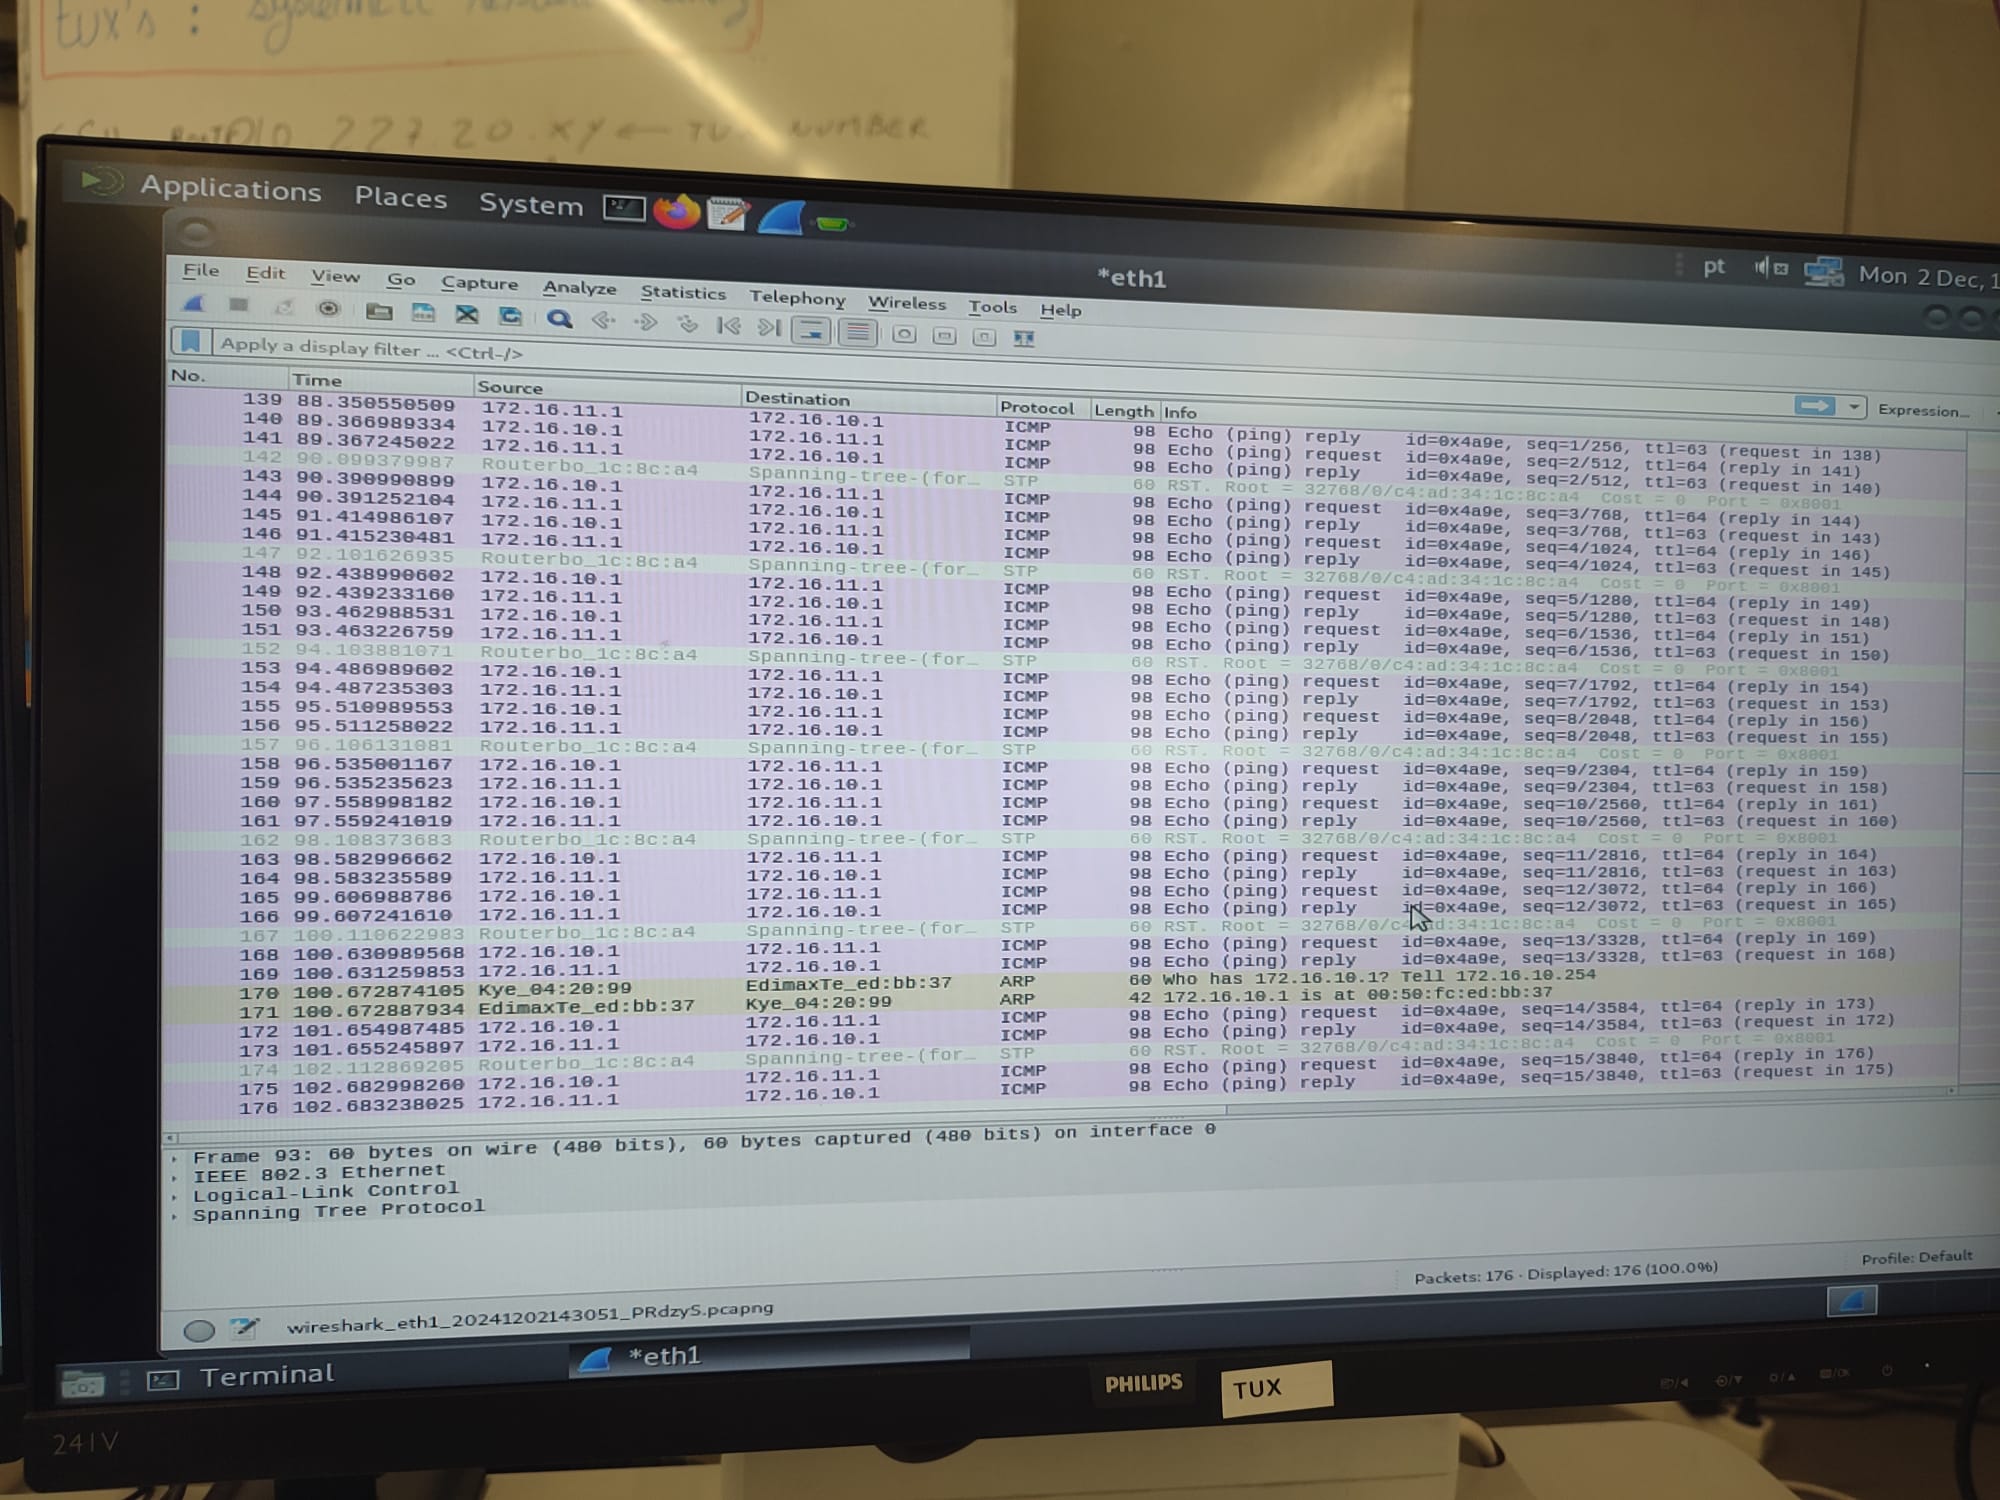 tux's : systemctl
227.20.XY ← TU NUMBER
Applications Places System
*eth1
pt Mon 2 Dec, 1
File Edit View Go Capture Analyze Statistics Telephony Wireless Tools Help
Apply a display filter ... <Ctrl-/>
Expression...
No. Time Source Destination Protocol Length Info
139 88.350550509 172.16.11.1 172.16.10.1 ICMP 98 Echo (ping) reply id=0x4a9e, seq=1/256, ttl=63 (request in 138)
140 89.366989334 172.16.10.1 172.16.11.1 ICMP 98 Echo (ping) request id=0x4a9e, seq=2/512, ttl=64 (reply in 141)
141 89.367245022 172.16.11.1 172.16.10.1 ICMP 98 Echo (ping) reply id=0x4a9e, seq=2/512, ttl=63 (request in 140)
142 90.099379987 Routerbo_1c:8c:a4 Spanning-tree-(for… STP 60 RST. Root = 32768/0/c4:ad:34:1c:8c:a4 Cost = 0 Port = 0x8001
143 90.390990899 172.16.10.1 172.16.11.1 ICMP 98 Echo (ping) request id=0x4a9e, seq=3/768, ttl=64 (reply in 144)
144 90.391252104 172.16.11.1 172.16.10.1 ICMP 98 Echo (ping) reply id=0x4a9e, seq=3/768, ttl=63 (request in 143)
145 91.414986107 172.16.10.1 172.16.11.1 ICMP 98 Echo (ping) request id=0x4a9e, seq=4/1024, ttl=64 (reply in 146)
146 91.415230481 172.16.11.1 172.16.10.1 ICMP 98 Echo (ping) reply id=0x4a9e, seq=4/1024, ttl=63 (request in 145)
147 92.101626935 Routerbo_1c:8c:a4 Spanning-tree-(for… STP 60 RST. Root = 32768/0/c4:ad:34:1c:8c:a4 Cost = 0 Port = 0x8001
148 92.438990602 172.16.10.1 172.16.11.1 ICMP 98 Echo (ping) request id=0x4a9e, seq=5/1280, ttl=64 (reply in 149)
149 92.439233160 172.16.11.1 172.16.10.1 ICMP 98 Echo (ping) reply id=0x4a9e, seq=5/1280, ttl=63 (request in 148)
150 93.462988531 172.16.10.1 172.16.11.1 ICMP 98 Echo (ping) request id=0x4a9e, seq=6/1536, ttl=64 (reply in 151)
151 93.463226759 172.16.11.1 172.16.10.1 ICMP 98 Echo (ping) reply id=0x4a9e, seq=6/1536, ttl=63 (request in 150)
152 94.103881071 Routerbo_1c:8c:a4 Spanning-tree-(for… STP 60 RST. Root = 32768/0/c4:ad:34:1c:8c:a4 Cost = 0 Port = 0x8001
153 94.486989602 172.16.10.1 172.16.11.1 ICMP 98 Echo (ping) request id=0x4a9e, seq=7/1792, ttl=64 (reply in 154)
154 94.487235303 172.16.11.1 172.16.10.1 ICMP 98 Echo (ping) reply id=0x4a9e, seq=7/1792, ttl=63 (request in 153)
155 95.510989553 172.16.10.1 172.16.11.1 ICMP 98 Echo (ping) request id=0x4a9e, seq=8/2048, ttl=64 (reply in 156)
156 95.511258022 172.16.11.1 172.16.10.1 ICMP 98 Echo (ping) reply id=0x4a9e, seq=8/2048, ttl=63 (request in 155)
157 96.106131081 Routerbo_1c:8c:a4 Spanning-tree-(for… STP 60 RST. Root = 32768/0/c4:ad:34:1c:8c:a4 Cost = 0 Port = 0x8001
158 96.535001167 172.16.10.1 172.16.11.1 ICMP 98 Echo (ping) request id=0x4a9e, seq=9/2304, ttl=64 (reply in 159)
159 96.535235623 172.16.11.1 172.16.10.1 ICMP 98 Echo (ping) reply id=0x4a9e, seq=9/2304, ttl=63 (request in 158)
160 97.558998182 172.16.10.1 172.16.11.1 ICMP 98 Echo (ping) request id=0x4a9e, seq=10/2560, ttl=64 (reply in 161)
161 97.559241019 172.16.11.1 172.16.10.1 ICMP 98 Echo (ping) reply id=0x4a9e, seq=10/2560, ttl=63 (request in 160)
162 98.108373683 Routerbo_1c:8c:a4 Spanning-tree-(for… STP 60 RST. Root = 32768/0/c4:ad:34:1c:8c:a4 Cost = 0 Port = 0x8001
163 98.582996662 172.16.10.1 172.16.11.1 ICMP 98 Echo (ping) request id=0x4a9e, seq=11/2816, ttl=64 (reply in 164)
164 98.583235589 172.16.11.1 172.16.10.1 ICMP 98 Echo (ping) reply id=0x4a9e, seq=11/2816, ttl=63 (request in 163)
165 99.606988786 172.16.10.1 172.16.11.1 ICMP 98 Echo (ping) request id=0x4a9e, seq=12/3072, ttl=64 (reply in 166)
166 99.607241610 172.16.11.1 172.16.10.1 ICMP 98 Echo (ping) reply id=0x4a9e, seq=12/3072, ttl=63 (request in 165)
167 100.110622983 Routerbo_1c:8c:a4 Spanning-tree-(for… STP 60 RST. Root = 32768/0/c4:ad:34:1c:8c:a4 Cost = 0 Port = 0x8001
168 100.630989568 172.16.10.1 172.16.11.1 ICMP 98 Echo (ping) request id=0x4a9e, seq=13/3328, ttl=64 (reply in 169)
169 100.631259853 172.16.11.1 172.16.10.1 ICMP 98 Echo (ping) reply id=0x4a9e, seq=13/3328, ttl=63 (request in 168)
170 100.672874105 Kye_04:20:99 EdimaxTe_ed:bb:37 ARP 60 Who has 172.16.10.1? Tell 172.16.10.254
171 100.672887934 EdimaxTe_ed:bb:37 Kye_04:20:99 ARP 42 172.16.10.1 is at 00:50:fc:ed:bb:37
172 101.654987485 172.16.10.1 172.16.11.1 ICMP 98 Echo (ping) request id=0x4a9e, seq=14/3584, ttl=64 (reply in 173)
173 101.655245897 172.16.11.1 172.16.10.1 ICMP 98 Echo (ping) reply id=0x4a9e, seq=14/3584, ttl=63 (request in 172)
174 102.112869205 Routerbo_1c:8c:a4 Spanning-tree-(for… STP 60 RST. Root = 32768/0/c4:ad:34:1c:8c:a4 Cost = 0 Port = 0x8001
175 102.682998260 172.16.10.1 172.16.11.1 ICMP 98 Echo (ping) request id=0x4a9e, seq=15/3840, ttl=64 (reply in 176)
176 102.683238025 172.16.11.1 172.16.10.1 ICMP 98 Echo (ping) reply id=0x4a9e, seq=15/3840, ttl=63 (request in 175)
Frame 93: 60 bytes on wire (480 bits), 60 bytes captured (480 bits) on interface 0
IEEE 802.3 Ethernet
Logical-Link Control
Spanning Tree Protocol
wireshark_eth1_20241202143051_PRdzyS.pcapng
Packets: 176 · Displayed: 176 (100.0%)
Profile: Default
Terminal
*eth1
PHILIPS
TUX
241V